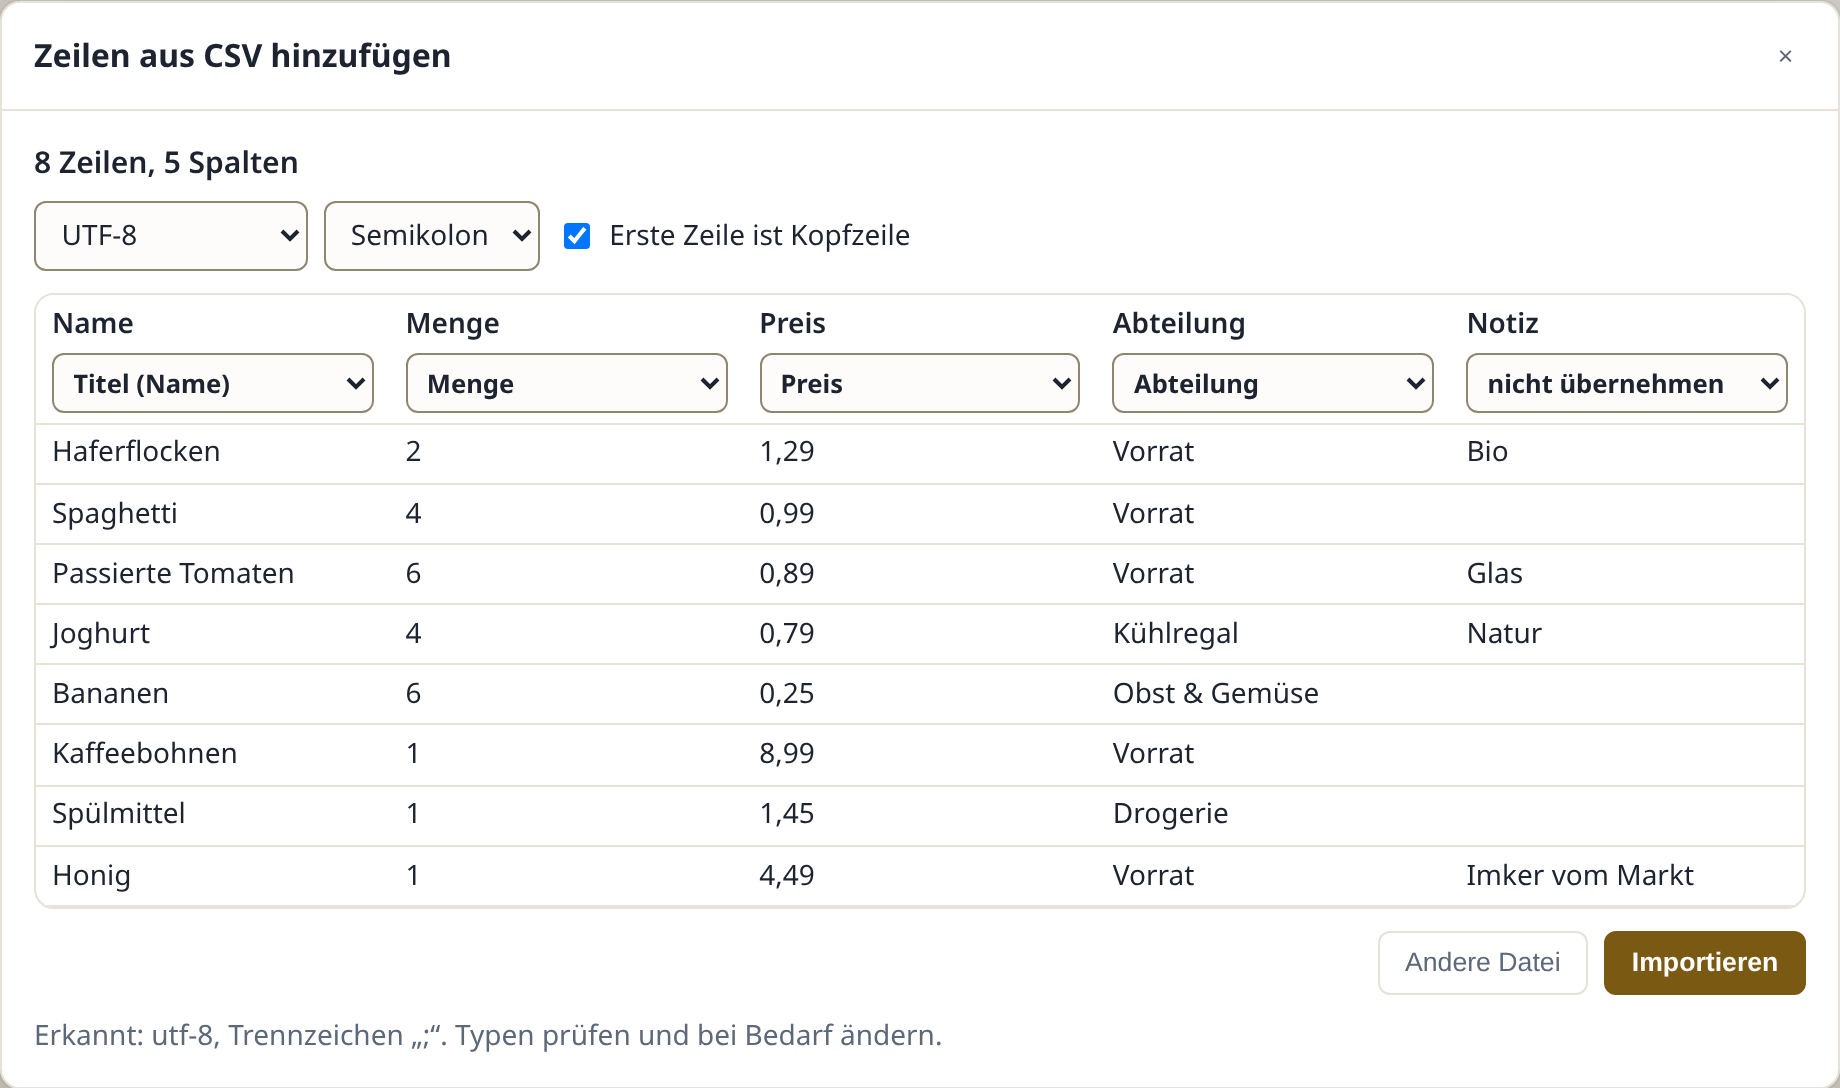 Zeilen aus CSV hinzufügen ×
8 Zeilen, 5 Spalten
UTF-8 Semikolon Erste Zeile ist Kopfzeile
Name Menge Preis Abteilung Notiz
Titel (Name) Menge Preis Abteilung nicht übernehmen
Haferflocken 2 1,29 Vorrat Bio
Spaghetti 4 0,99 Vorrat
Passierte Tomaten 6 0,89 Vorrat Glas
Joghurt 4 0,79 Kühlregal Natur
Bananen 6 0,25 Obst & Gemüse
Kaffeebohnen 1 8,99 Vorrat
Spülmittel 1 1,45 Drogerie
Honig 1 4,49 Vorrat Imker vom Markt
Andere Datei Importieren
Erkannt: utf-8, Trennzeichen „;“. Typen prüfen und bei Bedarf ändern.